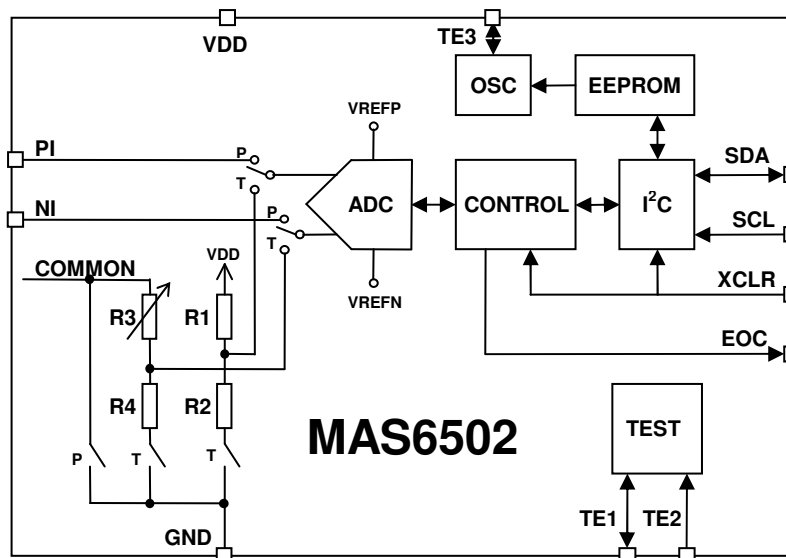 VDD
TE3
OSC
EEPROM
VREFP
PI
P
T
NI
P
T
ADC
CONTROL
I²C
SDA
SCL
COMMON
VDD
VREFN
XCLR
R3
R1
EOC
R4
R2
MAS6502
TEST
P
T
T
TE1
TE2
GND